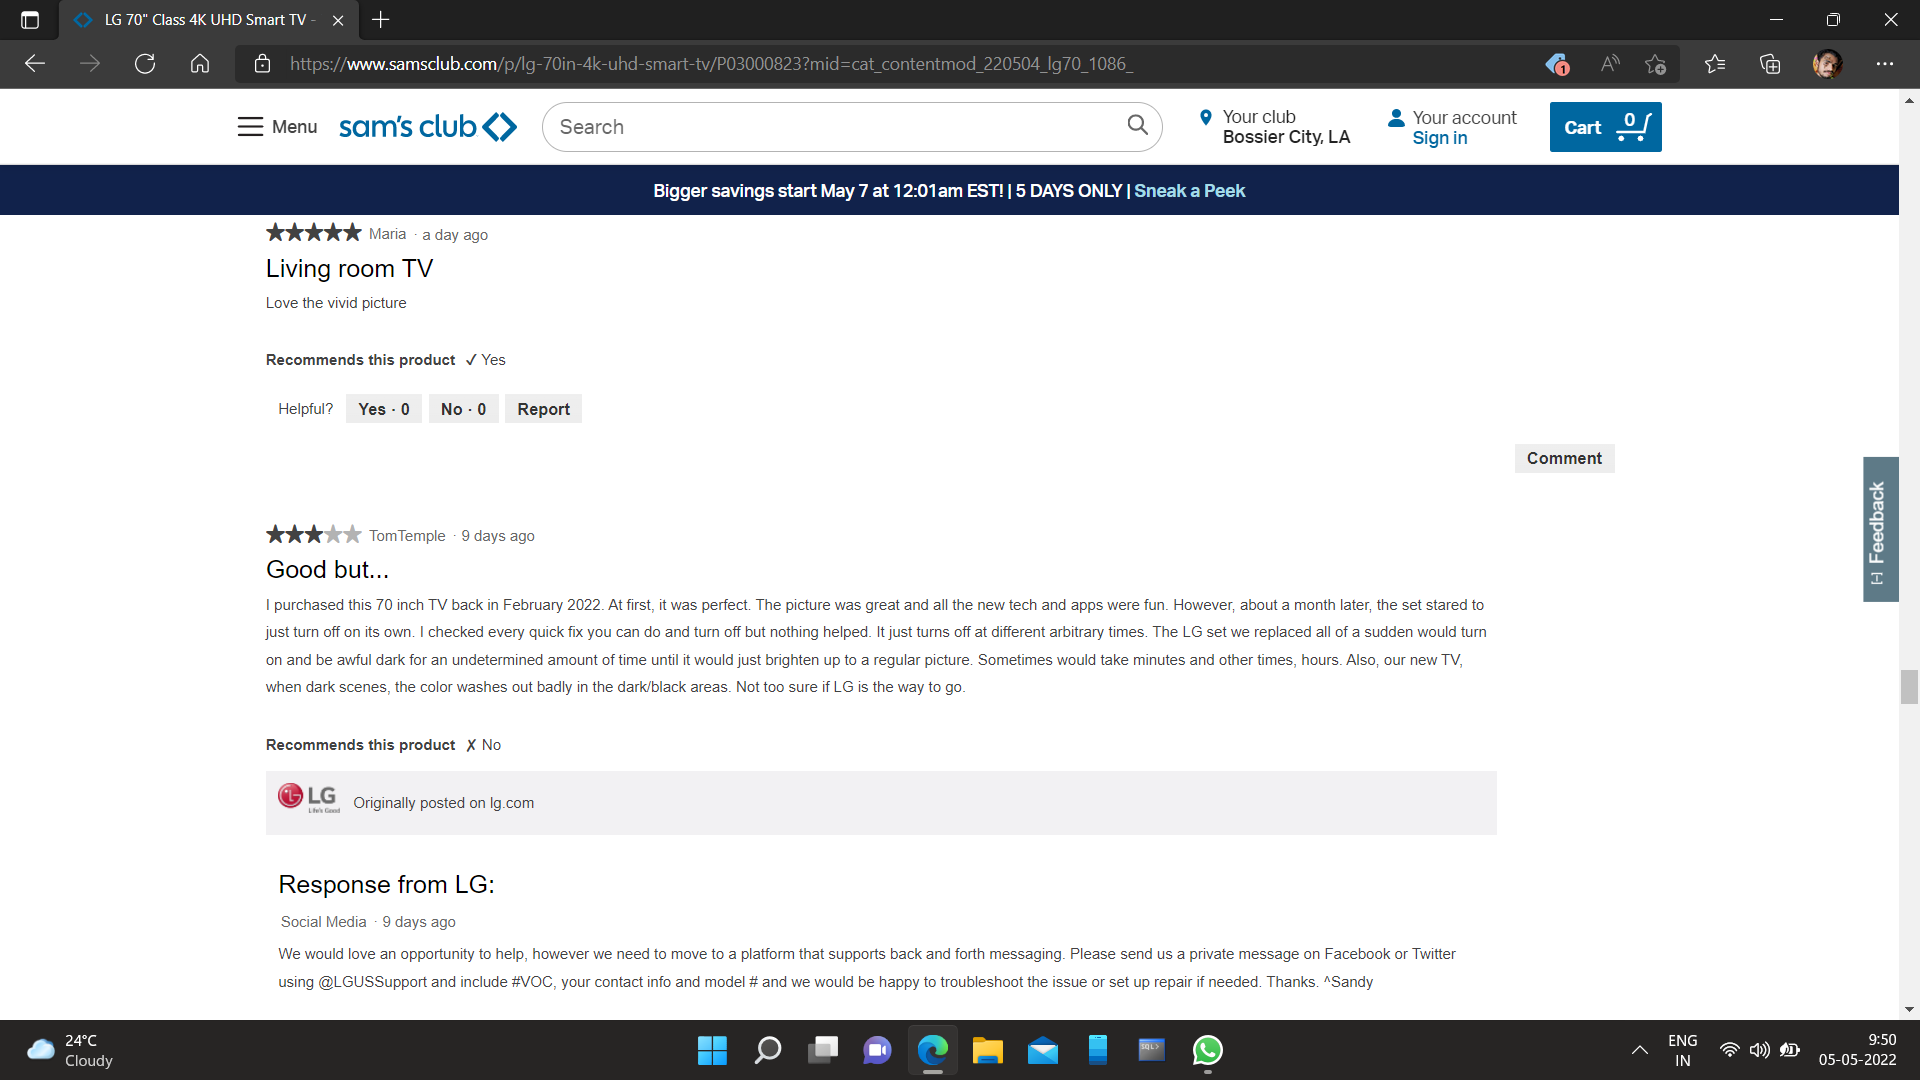 LG 70" Class 4K UHD Smart TV -
https://www.samsclub.com/p/lg-70in-4k-uhd-smart-tv/P03000823?mid=cat_contentmod_220504_lg70_1086_
1
Menu
sam's club
Search
Your club
Bossier City, LA
Your account
Sign in
Cart 0
Bigger savings start May 7 at 12:01am EST! | 5 DAYS ONLY | Sneak a Peek
Maria · a day ago
Living room TV
Love the vivid picture
Recommends this product ✓ Yes
Helpful? Yes · 0 No · 0 Report
Comment
[-] Feedback
TomTemple · 9 days ago
Good but...
I purchased this 70 inch TV back in February 2022. At first, it was perfect. The picture was great and all the new tech and apps were fun. However, about a month later, the set stared to
just turn off on its own. I checked every quick fix you can do and turn off but nothing helped. It just turns off at different arbitrary times. The LG set we replaced all of a sudden would turn
on and be awful dark for an undetermined amount of time until it would just brighten up to a regular picture. Sometimes would take minutes and other times, hours. Also, our new TV,
when dark scenes, the color washes out badly in the dark/black areas. Not too sure if LG is the way to go.
Recommends this product ✗ No
LG
Life's Good
Originally posted on lg.com
Response from LG:
Social Media · 9 days ago
We would love an opportunity to help, however we need to move to a platform that supports back and forth messaging. Please send us a private message on Facebook or Twitter
using @LGUSSupport and include #VOC, your contact info and model # and we would be happy to troubleshoot the issue or set up repair if needed. Thanks. ^Sandy
24°C
Cloudy
SQL>
ENG
IN
9:50
05-05-2022